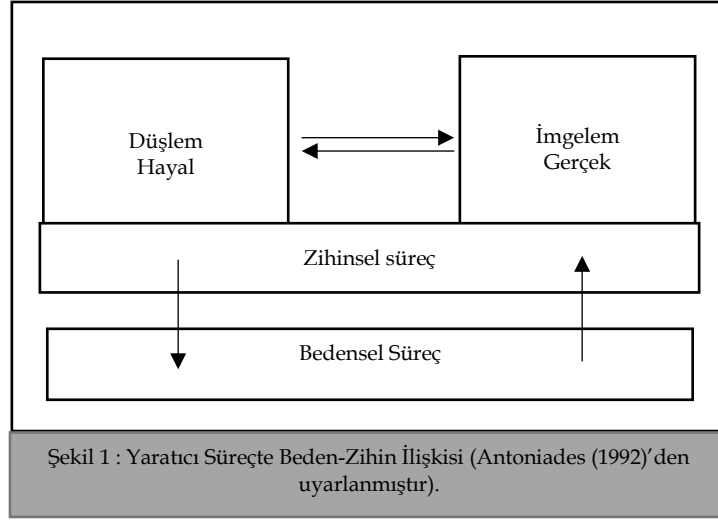 Düşlem
Hayal
İmgelem
Gerçek
Zihinsel süreç
Bedensel Süreç
Şekil 1 : Yaratıcı Süreçte Beden-Zihin İlişkisi (Antoniades (1992)'den
uyarlanmıştır).